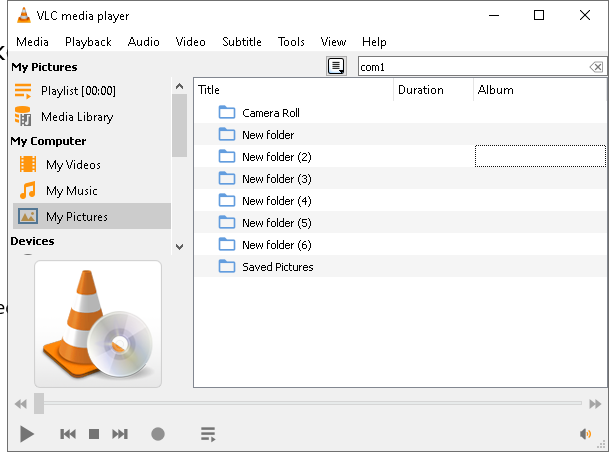 VLC media player
Media Playback Audio Video Subtitle Tools View Help
My Pictures
com1
Playlist [00:00]
Media Library
My Computer
My Videos
My Music
My Pictures
Devices
Title Duration Album
Camera Roll
New folder
New folder (2)
New folder (3)
New folder (4)
New folder (5)
New folder (6)
Saved Pictures